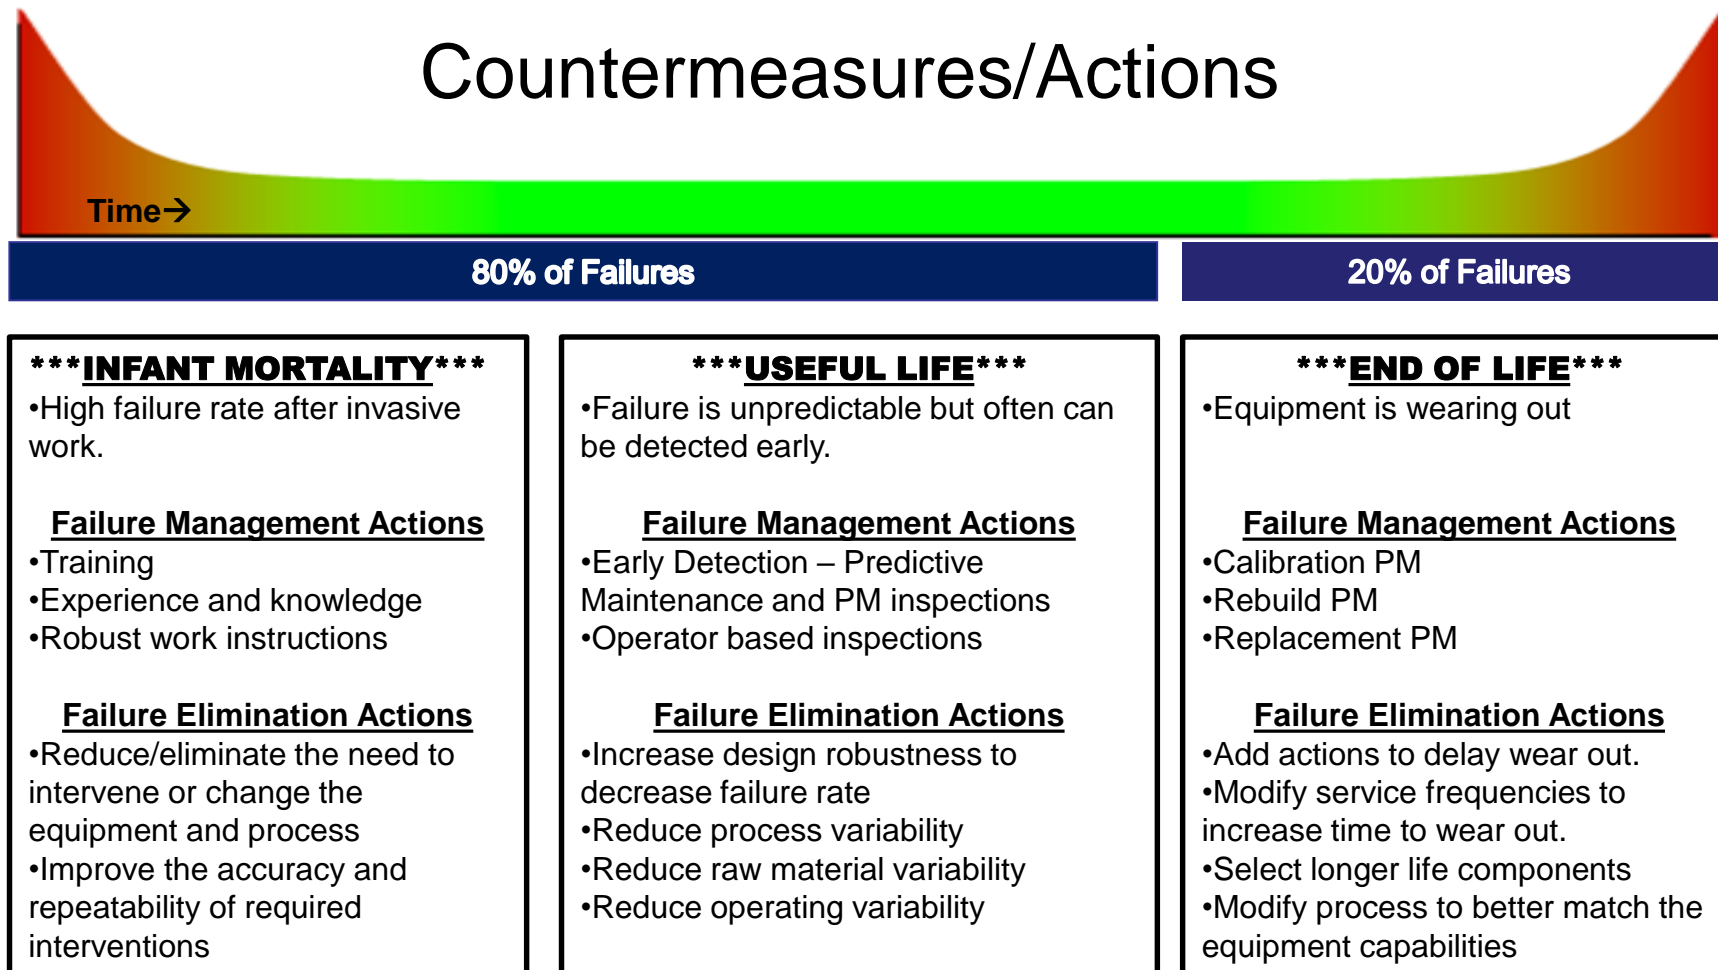 Countermeasures/Actions
Time→
80% of Failures
20% of Failures
***INFANT MORTALITY***
•High failure rate after invasive
work.
Failure Management Actions
•Training
•Experience and knowledge
•Robust work instructions
Failure Elimination Actions
•Reduce/eliminate the need to
intervene or change the
equipment and process
•Improve the accuracy and
repeatability of required
interventions
***USEFUL LIFE***
•Failure is unpredictable but often can
be detected early.
Failure Management Actions
•Early Detection – Predictive
Maintenance and PM inspections
•Operator based inspections
Failure Elimination Actions
•Increase design robustness to
decrease failure rate
•Reduce process variability
•Reduce raw material variability
•Reduce operating variability
***END OF LIFE***
•Equipment is wearing out
Failure Management Actions
•Calibration PM
•Rebuild PM
•Replacement PM
Failure Elimination Actions
•Add actions to delay wear out.
•Modify service frequencies to
increase time to wear out.
•Select longer life components
•Modify process to better match the
equipment capabilities